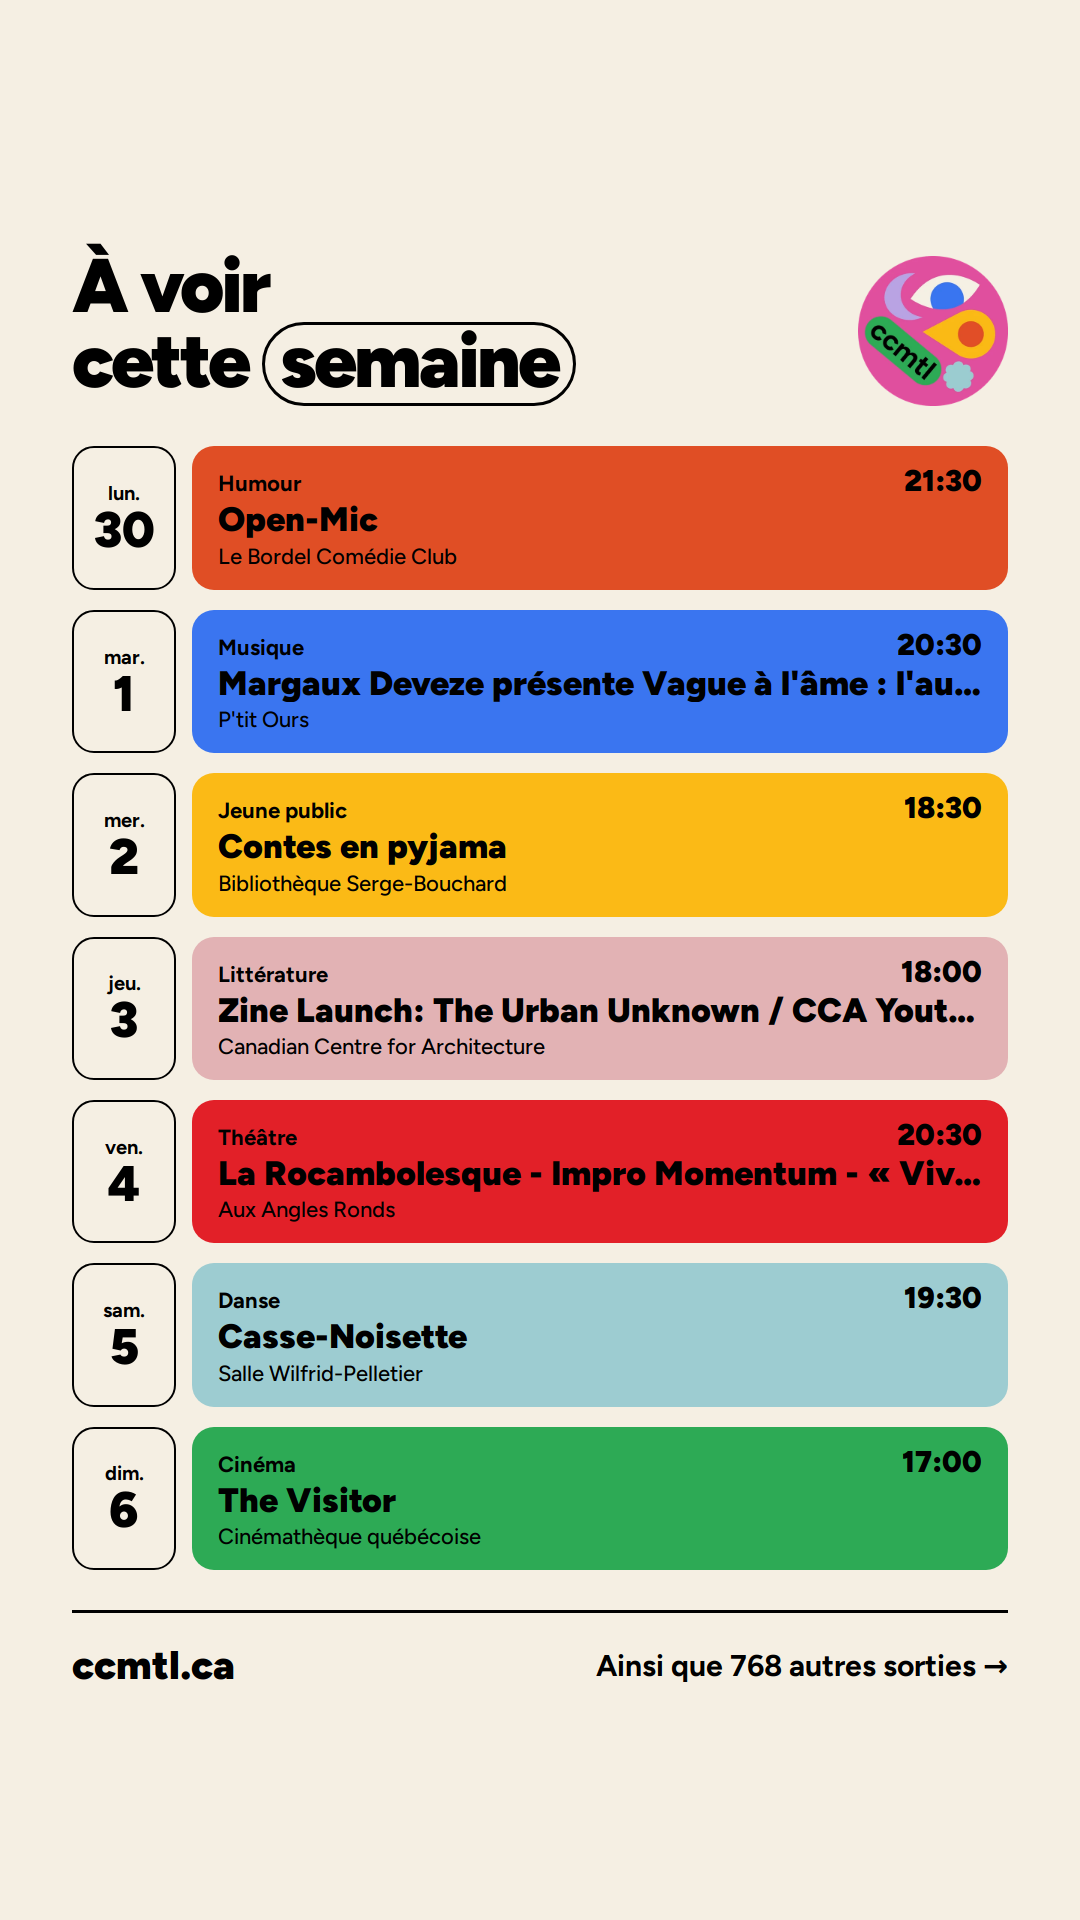 À voir
cette semaine
ccmtl
lun.
30
Humour
21:30
Open-Mic
Le Bordel Comédie Club
mar.
1
Musique
20:30
Margaux Deveze présente Vague à l'âme : l'au...
P'tit Ours
mer.
2
Jeune public
18:30
Contes en pyjama
Bibliothèque Serge-Bouchard
jeu.
3
Littérature
18:00
Zine Launch: The Urban Unknown / CCA Yout...
Canadian Centre for Architecture
ven.
4
Théâtre
20:30
La Rocambolesque - Impro Momentum - « Viv...
Aux Angles Ronds
sam.
5
Danse
19:30
Casse-Noisette
Salle Wilfrid-Pelletier
dim.
6
Cinéma
17:00
The Visitor
Cinémathèque québécoise
ccmtl.ca
Ainsi que 768 autres sorties →